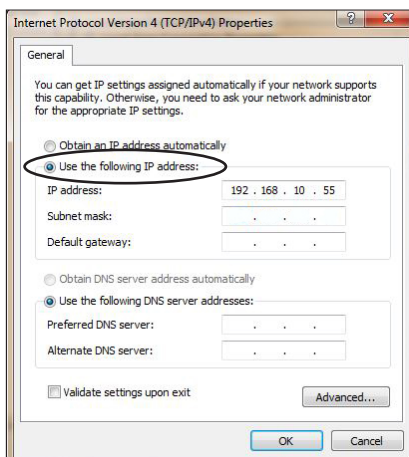 Internet Protocol Version 4 (TCP/IPv4) Properties
General
You can get IP settings assigned automatically if your network supports
this capability. Otherwise, you need to ask your network administrator
for the appropriate IP settings.
Obtain an IP address automatically
Use the following IP address:
IP address: 192 . 168 . 10 . 55
Subnet mask: . . .
Default gateway: . . .
Obtain DNS server address automatically
Use the following DNS server addresses:
Preferred DNS server: . . .
Alternate DNS server: . . .
Validate settings upon exit
Advanced...
OK Cancel